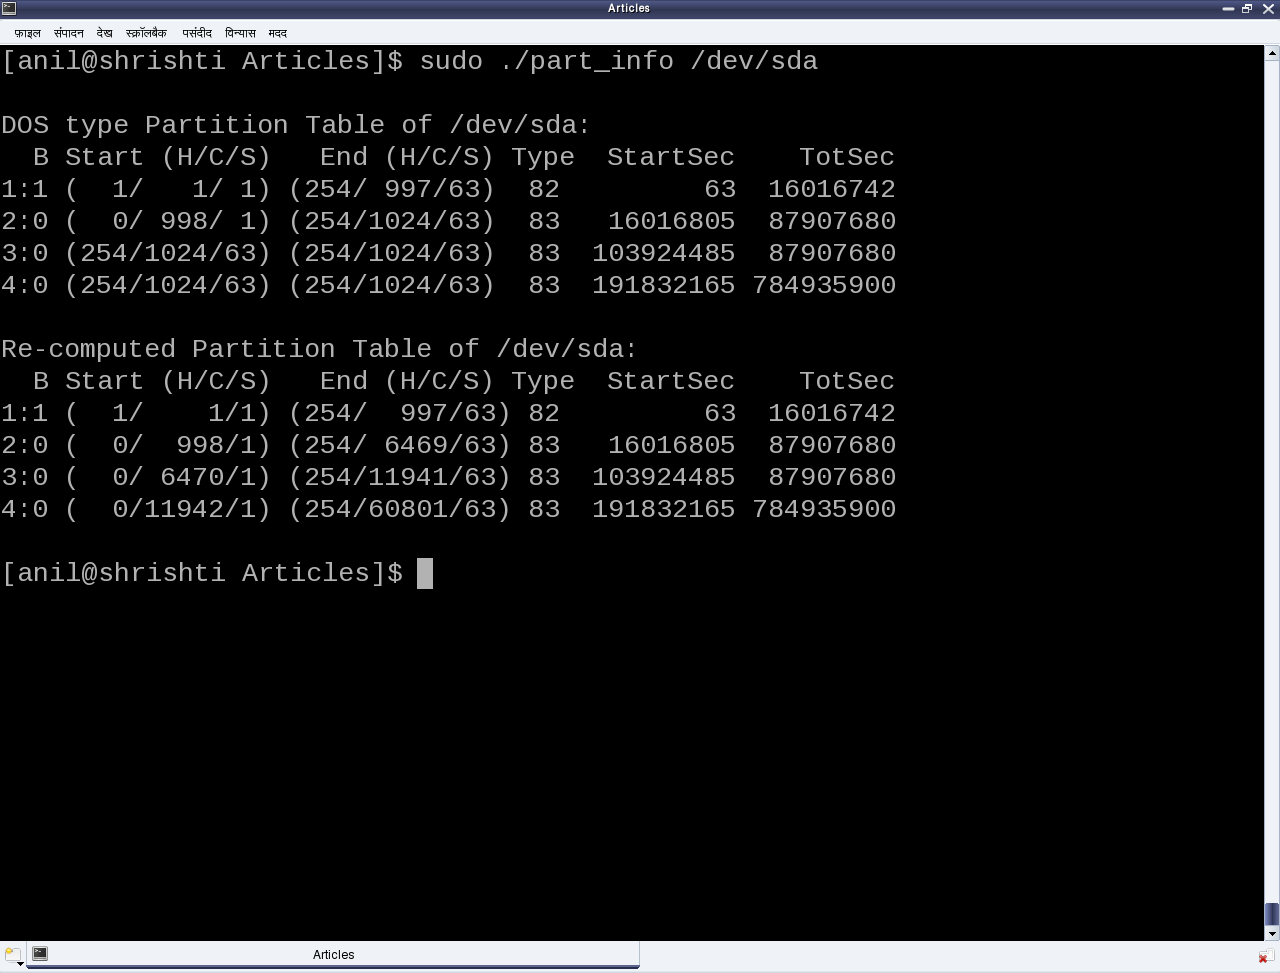 Articles
फ़ाइल संपादन देख स्क्रॉलबैक पसंदीद विन्यास मदद
[anil@shrishti Articles]$ sudo ./part_info /dev/sda
DOS type Partition Table of /dev/sda:
  B Start (H/C/S)   End (H/C/S) Type  StartSec    TotSec
1:1 (  1/   1/ 1) (254/ 997/63)  82         63  16016742
2:0 (  0/ 998/ 1) (254/1024/63)  83   16016805  87907680
3:0 (254/1024/63) (254/1024/63)  83  103924485  87907680
4:0 (254/1024/63) (254/1024/63)  83  191832165 784935900
Re-computed Partition Table of /dev/sda:
  B Start (H/C/S)   End (H/C/S) Type  StartSec    TotSec
1:1 (  1/    1/1) (254/  997/63) 82         63  16016742
2:0 (  0/  998/1) (254/ 6469/63) 83   16016805  87907680
3:0 (  0/ 6470/1) (254/11941/63) 83  103924485  87907680
4:0 (  0/11942/1) (254/60801/63) 83  191832165 784935900
[anil@shrishti Articles]$
Articles